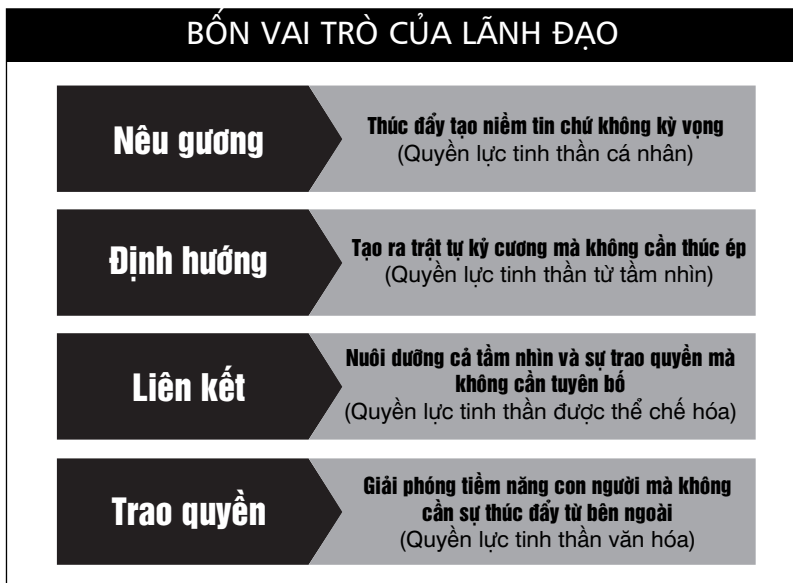 BỐN VAI TRÒ CỦA LÃNH ĐẠO
Nêu gương
Thúc đẩy tạo niềm tin chứ không kỳ vọng
(Quyền lực tinh thần cá nhân)
Định hướng
Tạo ra trật tự kỷ cương mà không cần thúc ép
(Quyền lực tinh thần từ tầm nhìn)
Liên kết
Nuôi dưỡng cả tầm nhìn và sự trao quyền mà
không cần tuyên bố
(Quyền lực tinh thần được thể chế hóa)
Trao quyền
Giải phóng tiềm năng con người mà không
cần sự thúc đẩy từ bên ngoài
(Quyền lực tinh thần văn hóa)